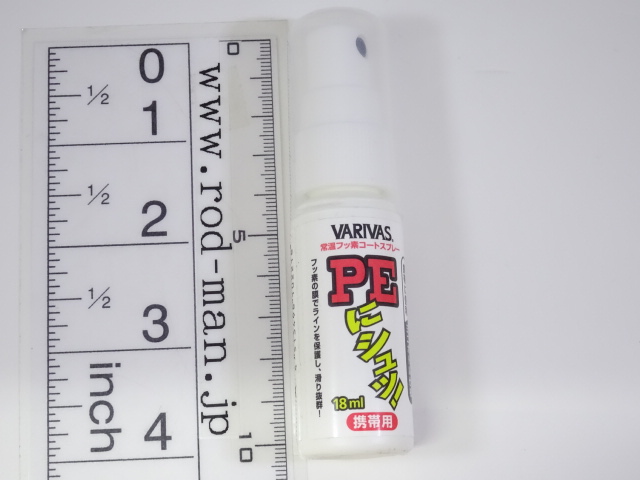 0
1/2
1
1/2
2
1/2
3
inch
4
www.rod-man.jp
0
5
10
VARIVAS®
常温フッ素コートスプレー
PE
にシュッ!
フッ素の膜でラインを保護し、滑り抜群!
18ml
携帯用